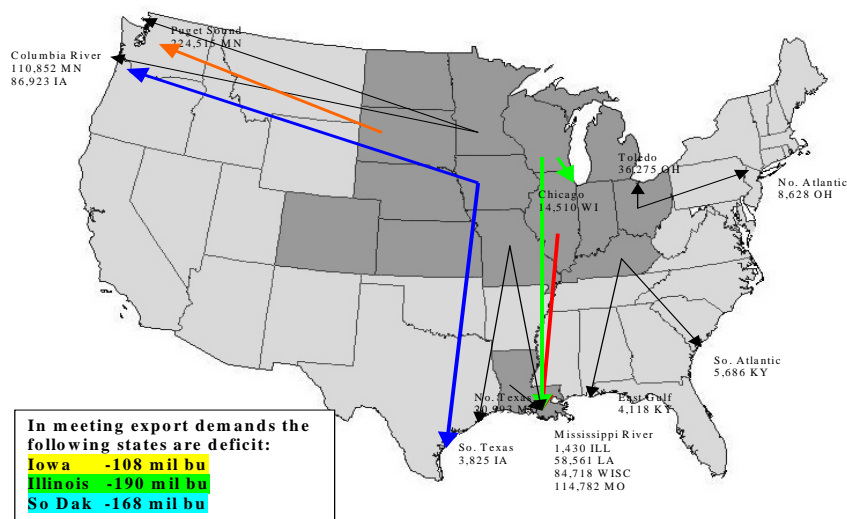 Puget Sound
224,515 MN
Columbia River
110,852 MN
86,923 IA
Toledo
36,275 OH
No. Atlantic
8,628 OH
Chicago
14,510 WI
So. Atlantic
5,686 KY
No. Texas
20,993
East Gulf
4,118 KY
So. Texas
3,825 IA
Mississippi River
1,430 ILL
58,561 LA
84,718 WISC
114,782 MO
In meeting export demands the
following states are deficit:
Iowa -108 mil bu
Illinois -190 mil bu
So Dak -168 mil bu